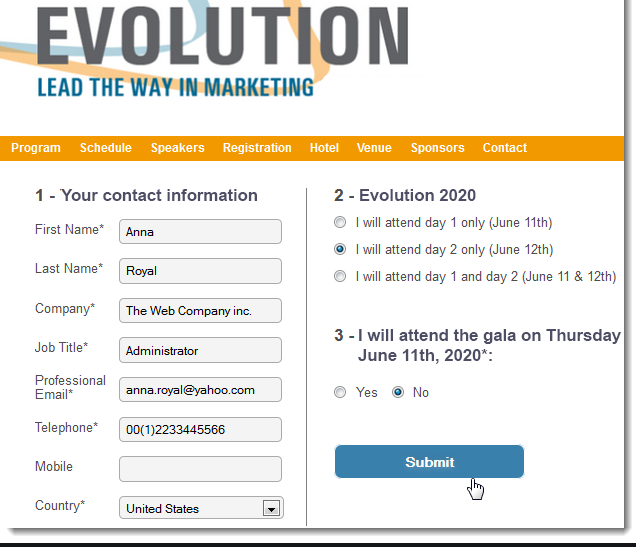 EVOLUTION
LEAD THE WAY IN MARKETING
Program Schedule Speakers Registration Hotel Venue Sponsors Contact
1 - Your contact information
First Name* Anna
Last Name* Royal
Company* The Web Company inc.
Job Title* Administrator
Professional
Email* anna.royal@yahoo.com
Telephone* 00(1)2233445566
Mobile
Country* United States
2 - Evolution 2020
I will attend day 1 only (June 11th)
I will attend day 2 only (June 12th)
I will attend day 1 and day 2 (June 11 & 12th)
3 - I will attend the gala on Thursday
June 11th, 2020*:
Yes No
Submit